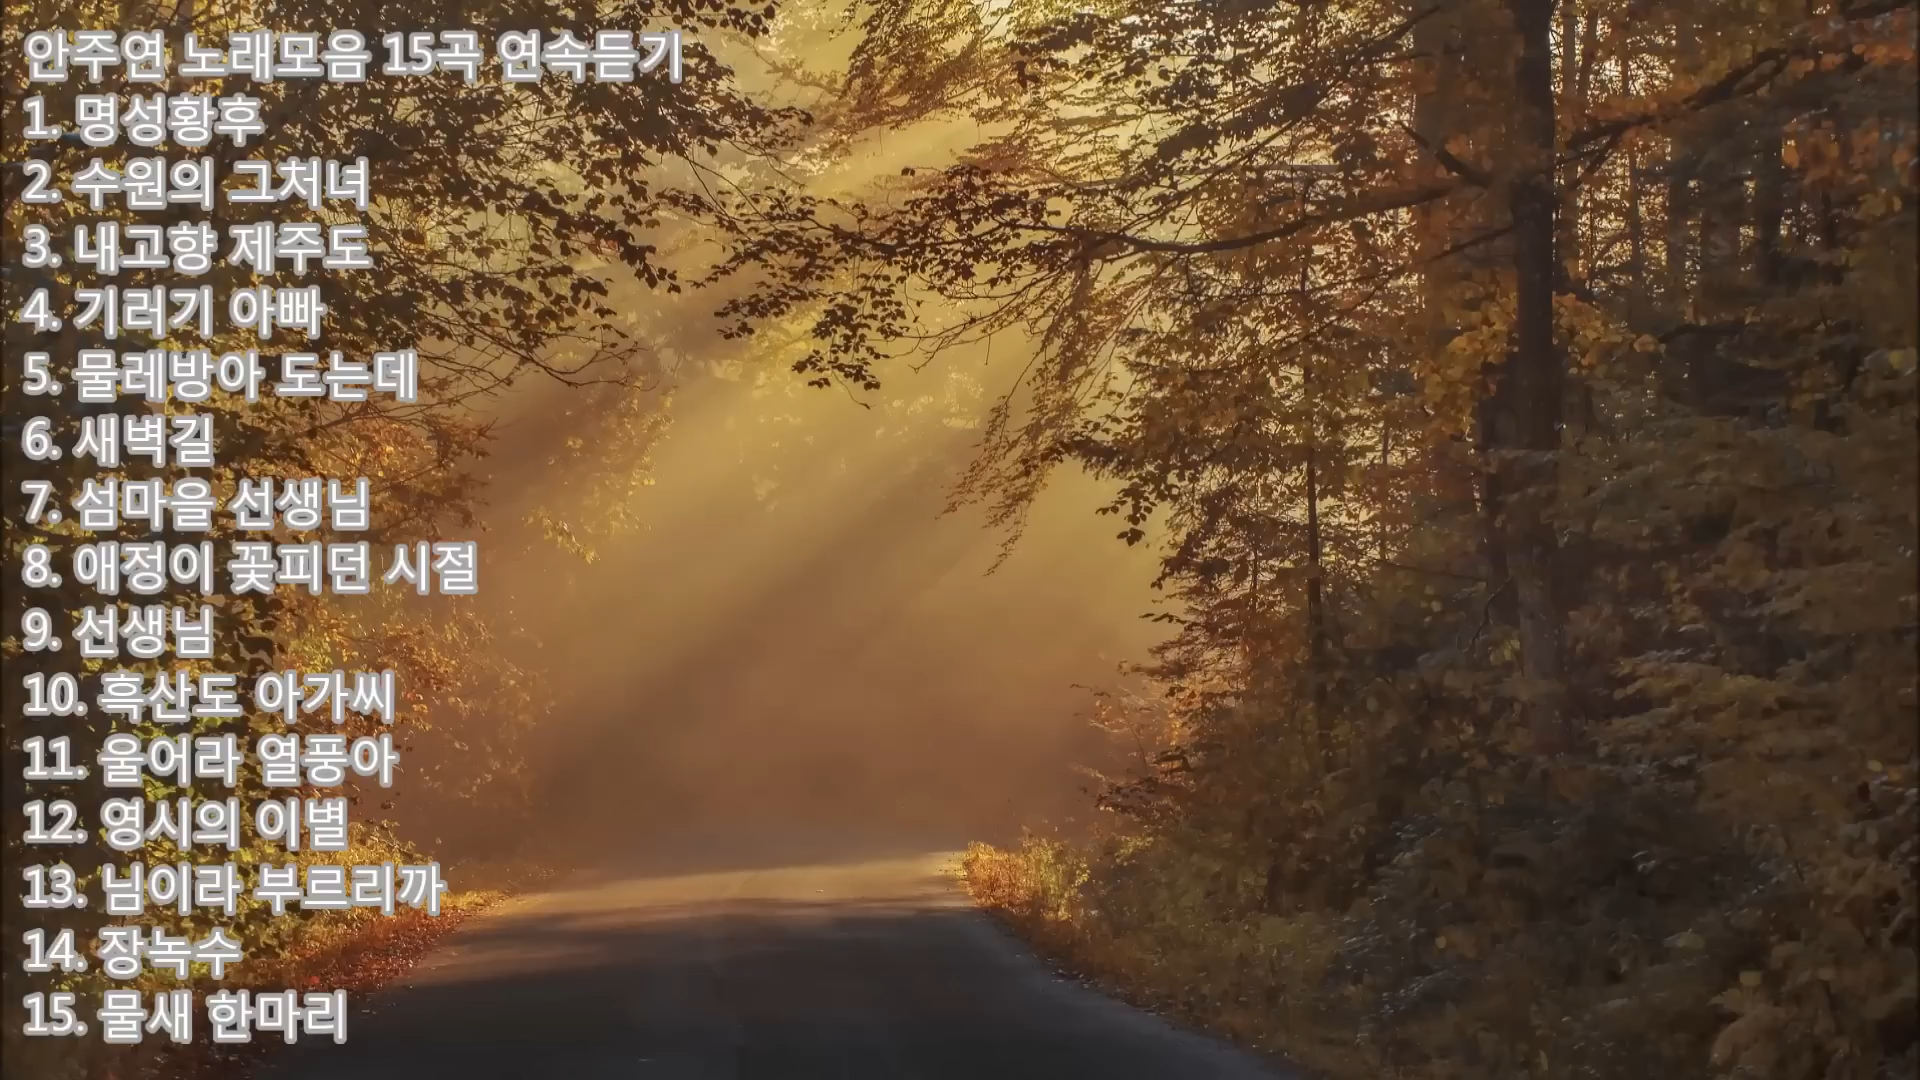 안주연 노래모음 15곡 연속듣기
1. 명성황후
2. 수원의 그처녀
3. 내고향 제주도
4. 기러기 아빠
5. 물레방아 도는데
6. 새벽길
7. 섬마을 선생님
8. 애정이 꽃피던 시절
9. 선생님
10. 흑산도 아가씨
11. 울어라 열풍아
12. 영시의 이별
13. 님이라 부르리까
14. 장녹수
15. 물새 한마리